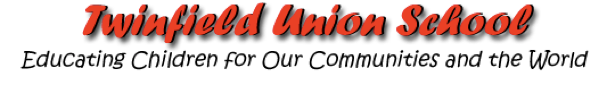 Twinfield Union School
Educating Children for Our Communities and the World